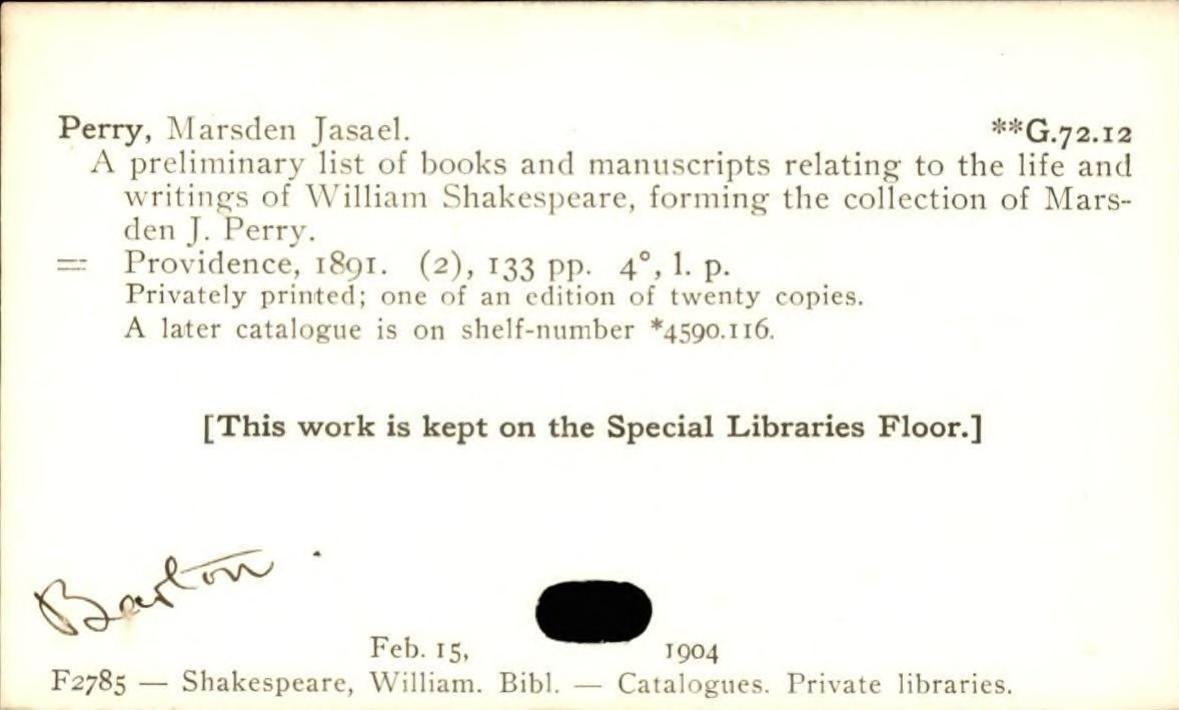 Perry, Marsden Jasael. **G.72.12
A preliminary list of books and manuscripts relating to the life and
writings of William Shakespeare, forming the collection of Mars-
den J. Perry.
= Providence, 1891. (2), 133 pp. 4°, l. p.
Privately printed; one of an edition of twenty copies.
A later catalogue is on shelf-number *4590.116.
[This work is kept on the Special Libraries Floor.]
Barton.
Feb. 15, 1904
F2785 — Shakespeare, William. Bibl. — Catalogues. Private libraries.